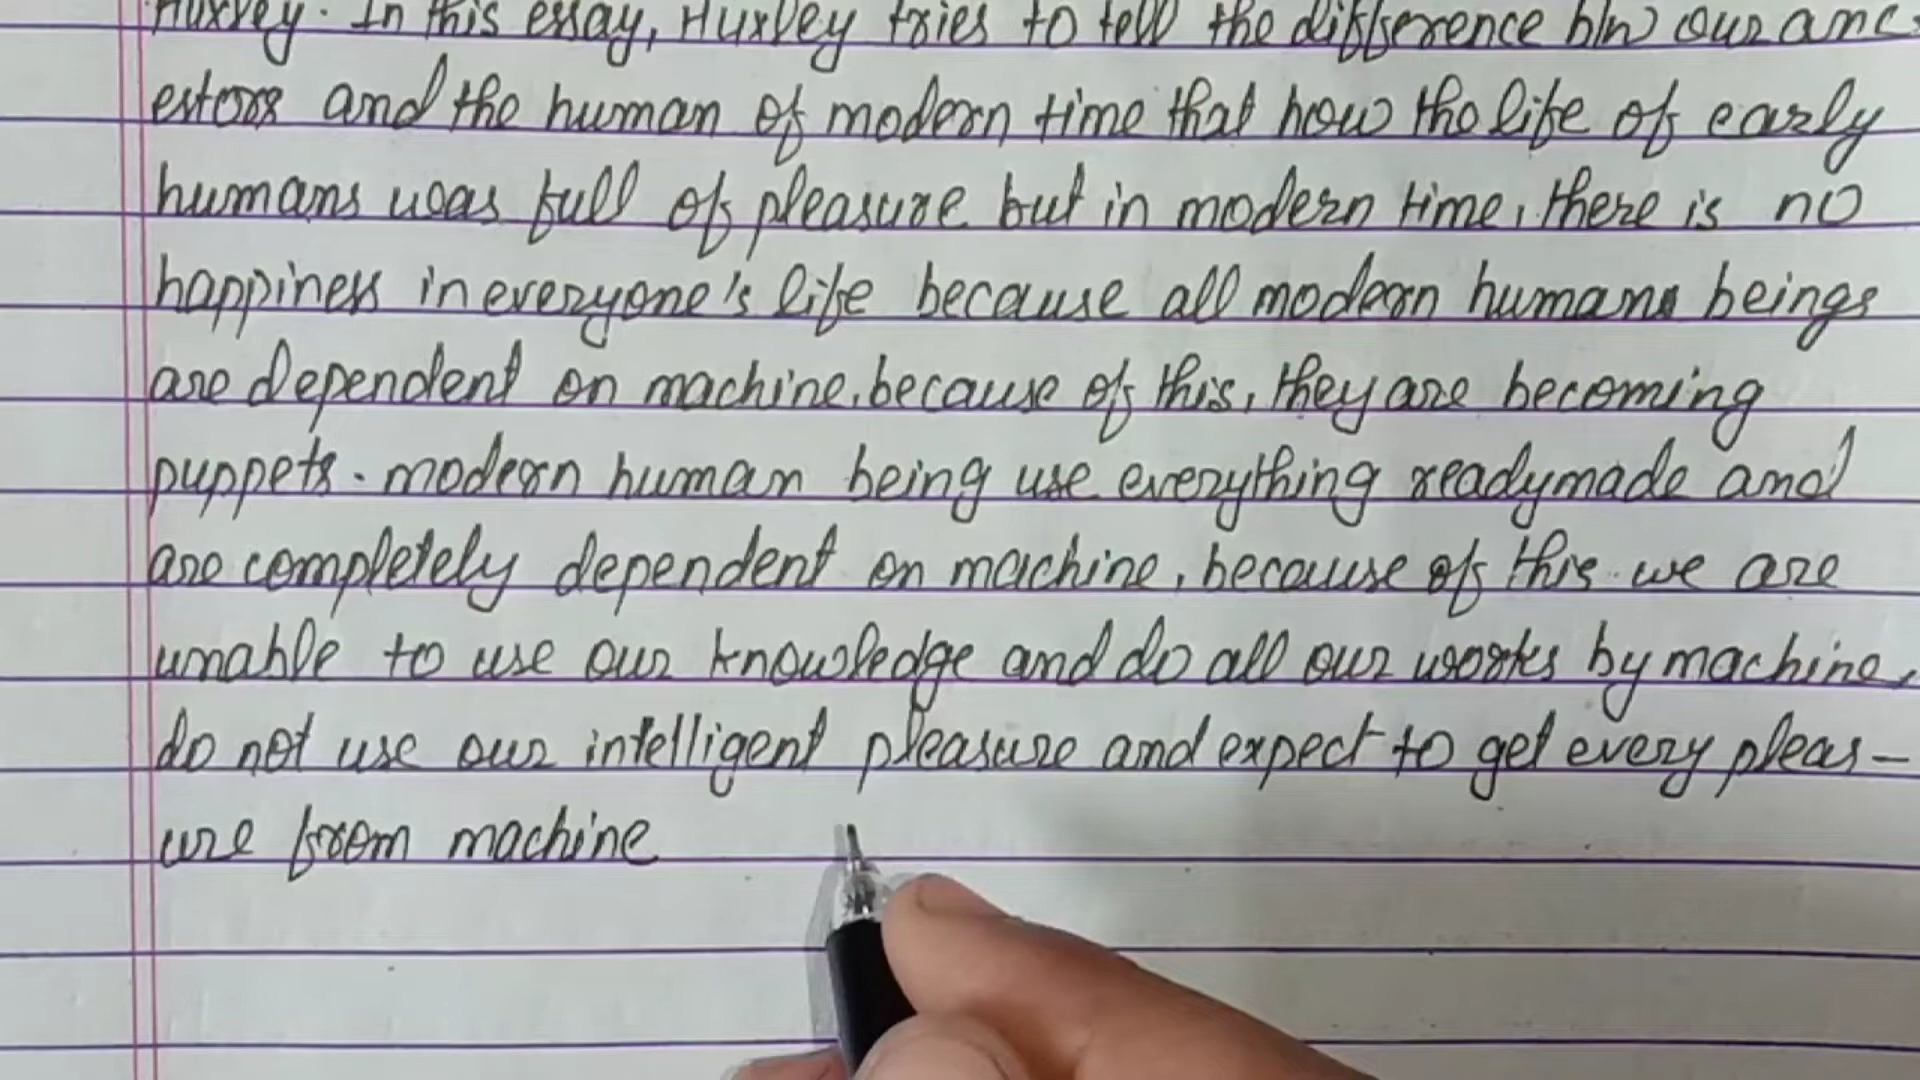 Huxley. In this essay, Huxley tries to tell the difference b/w our anc-
estors and the human of modern time that how the life of early
humans was full of pleasure but in modern time, there is no
happiness in everyone's life because all modern humans beings
are dependent on machine, because of this, they are becoming
puppets. modern human being use everything readymade and
are completely dependent on machine, because of this we are
unable to use our knowledge and do all our works by machine,
do not use our intelligent pleasure and expect to get every pleas-
ure from machine